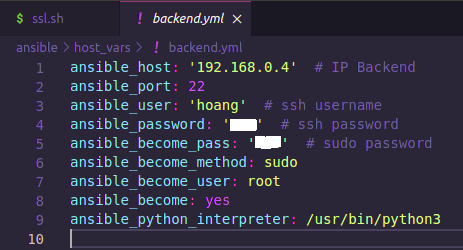 $ ssl.sh ! backend.yml ×
ansible > host_vars > ! backend.yml
1 ansible_host: '192.168.0.4' # IP Backend
2 ansible_port: 22
3 ansible_user: 'hoang' # ssh username
4 ansible_password: ' ' # ssh password
5 ansible_become_pass: ' ' # sudo password
6 ansible_become_method: sudo
7 ansible_become_user: root
8 ansible_become: yes
9 ansible_python_interpreter: /usr/bin/python3
10